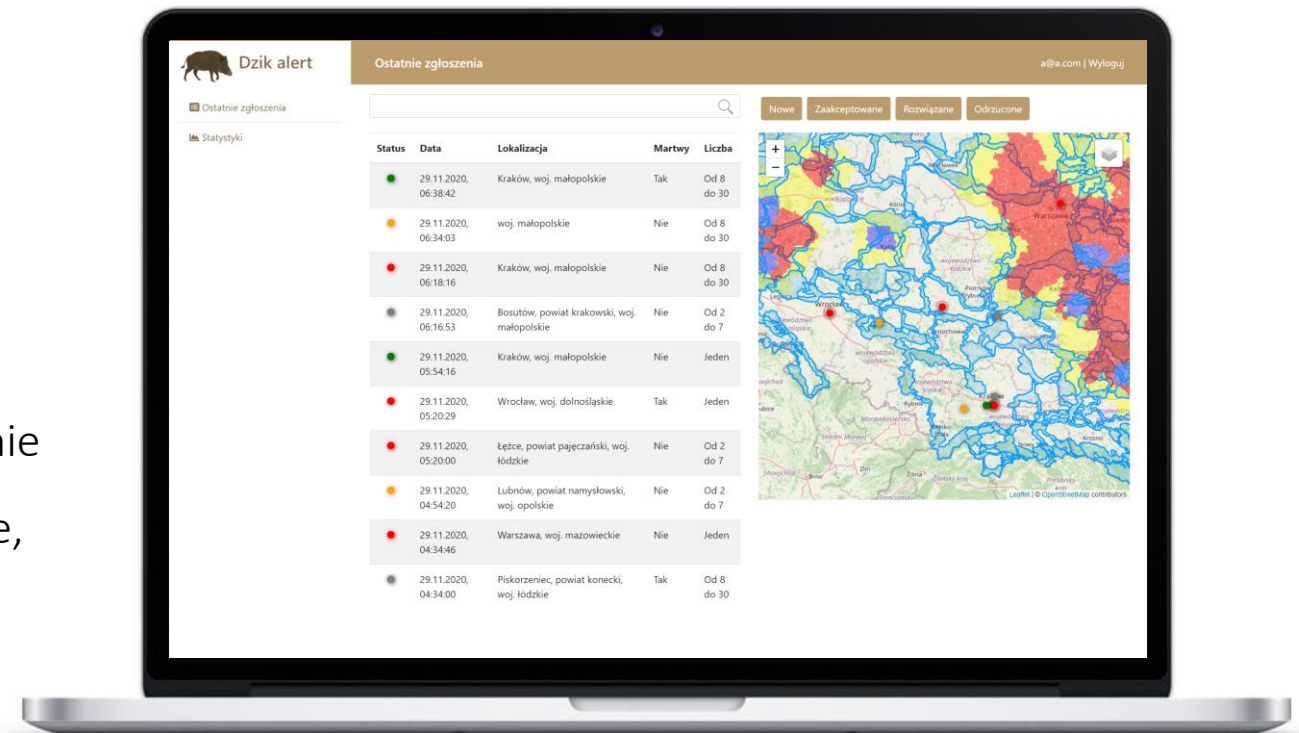 nie
e,
Dzik alert
Ostatnie zgłoszenia
a@a.com | Wyloguj
Ostatnie zgłoszenia
Statystyki
Nowe
Zaakceptowane
Rozwiązane
Odrzucone
Status Data Lokalizacja Martwy Liczba
29.11.2020, Kraków, woj. małopolskie Tak Od 8
06:38:42 do 30
29.11.2020, woj. małopolskie Nie Od 8
06:34:03 do 30
29.11.2020, Kraków, woj. małopolskie Nie Od 8
06:18:16 do 30
29.11.2020, Bosutów, powiat krakowski, woj. Nie Od 2
06:16:53 małopolskie do 7
29.11.2020, Kraków, woj. małopolskie Nie Jeden
05:54:16
29.11.2020, Wrocław, woj. dolnośląskie Tak Jeden
05:20:29
29.11.2020, Łężce, powiat pajęczański, woj. Nie Od 2
05:20:00 łódzkie do 7
29.11.2020, Lubnów, powiat namysłowski, Nie Od 2
04:54:20 woj. opolskie do 7
29.11.2020, Warszawa, woj. mazowieckie Nie Jeden
04:34:46
29.11.2020, Piskorzeniec, powiat konecki, Tak Od 8
04:34:00 woj. łódzkie do 30
+
−
Warszawa
województwo
łódzkie
Rybnik
Kraków
Krosno
Brno
Zlín
Žilina
Leaflet | © OpenStreetMap contributors